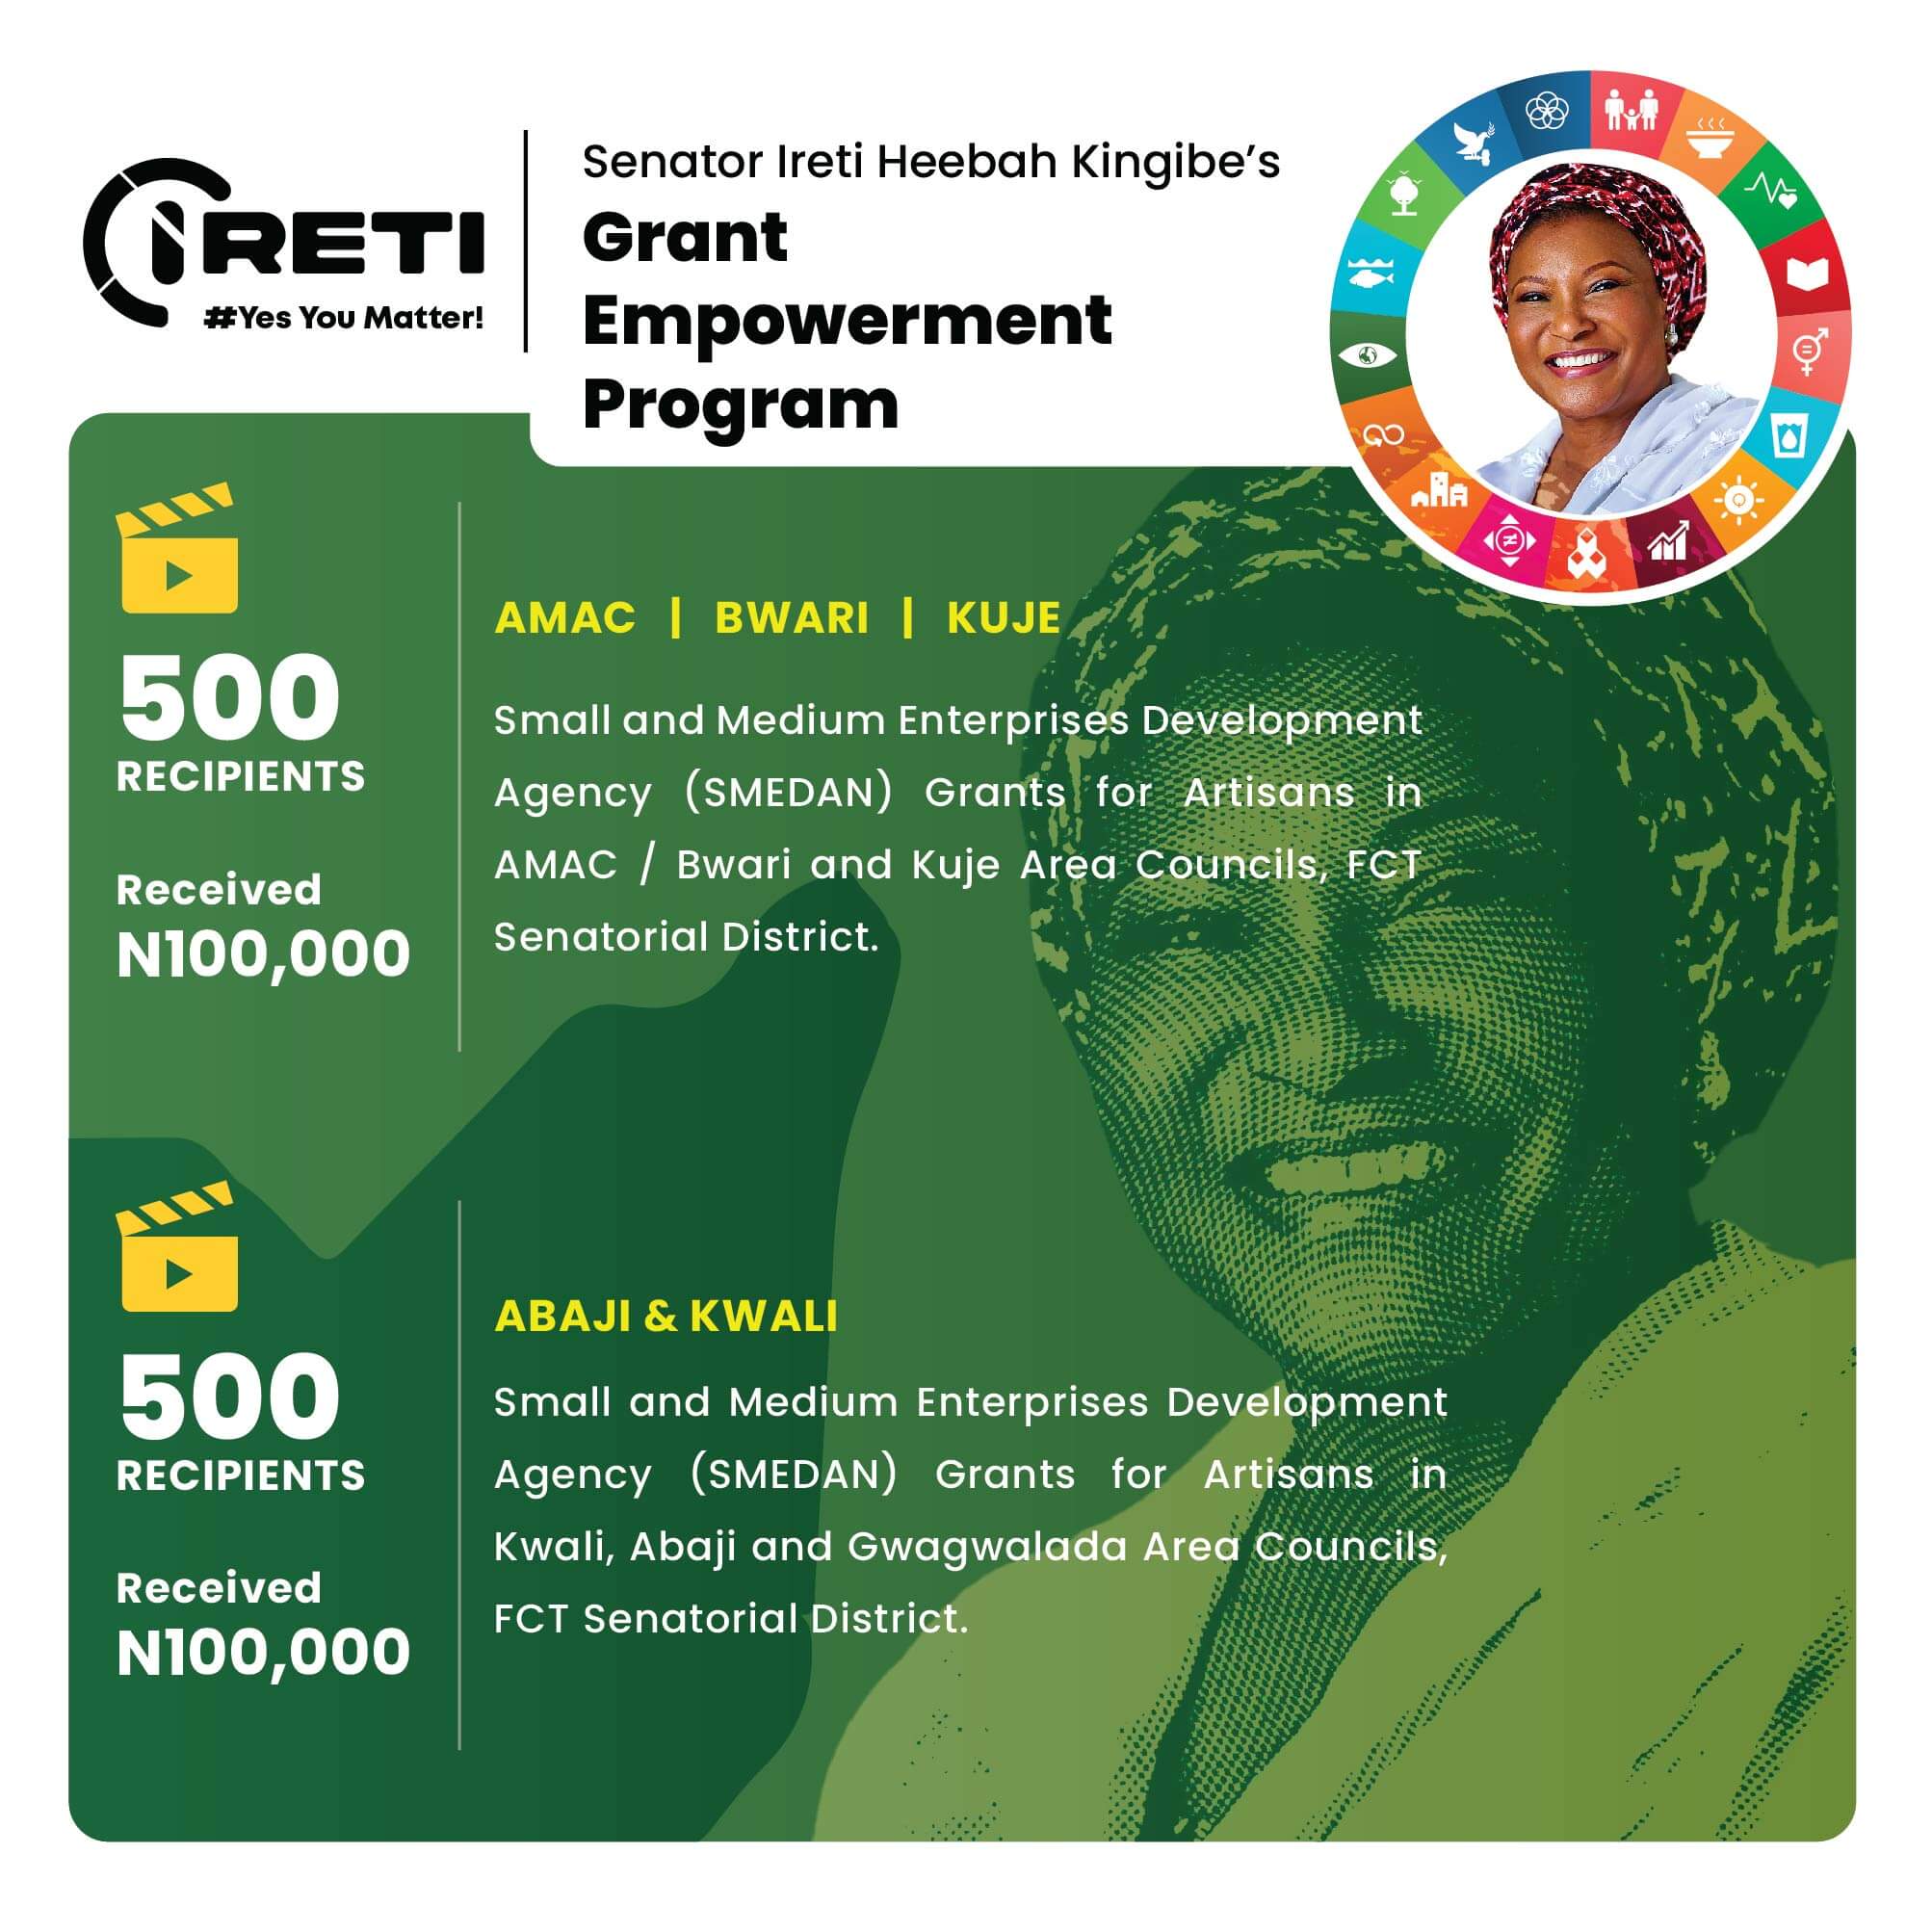 IRETI
#Yes You Matter!
Senator Ireti Heebah Kingibe's
Grant
Empowerment
Program
500
RECIPIENTS
Received
N100,000
AMAC | BWARI | KUJE
Small and Medium Enterprises Development
Agency (SMEDAN) Grants for Artisans in
AMAC / Bwari and Kuje Area Councils, FCT
Senatorial District.
500
RECIPIENTS
Received
N100,000
ABAJI & KWALI
Small and Medium Enterprises Development
Agency (SMEDAN) Grants for Artisans in
Kwali, Abaji and Gwagwalada Area Councils,
FCT Senatorial District.